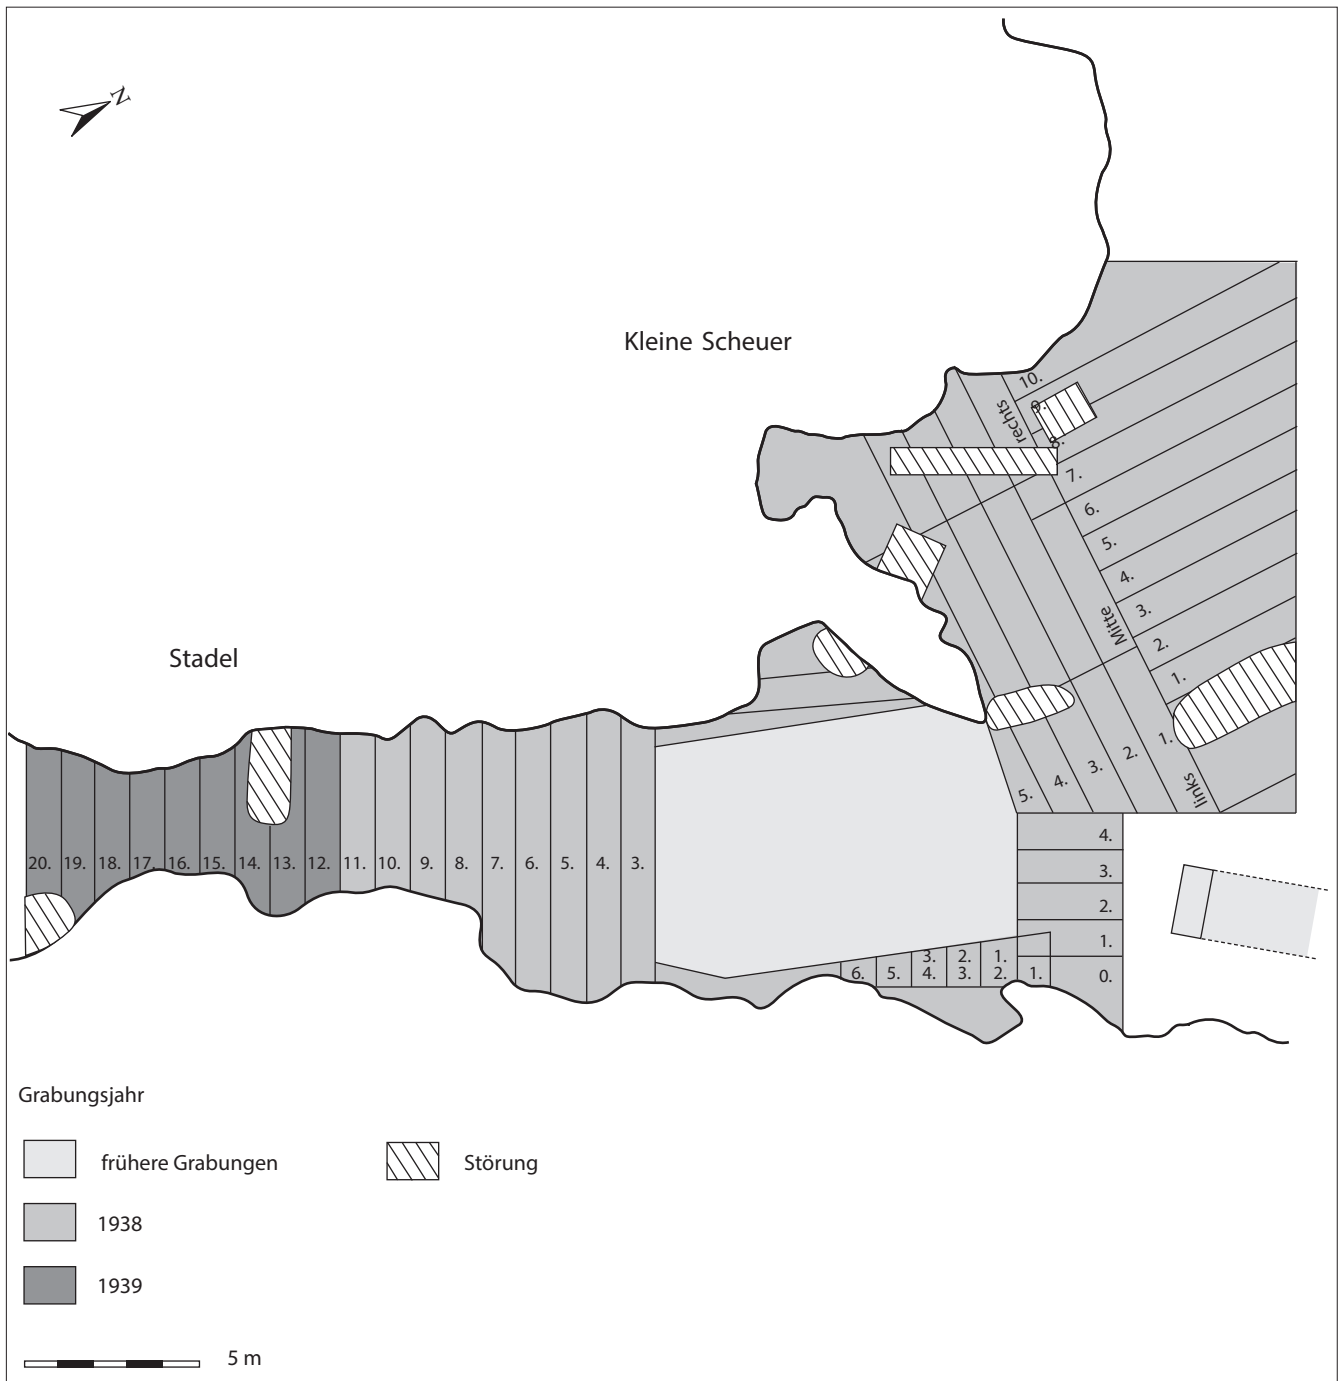 N
Kleine Scheuer
10.
rechts
9.
8.
7.
6.
5.
4.
Mitte
3.
2.
1.
Stadel
5. 4. 3. 2. 1.
links
20. 19. 18. 17. 16. 15. 14. 13. 12. 11. 10. 9. 8. 7. 6. 5. 4. 3.
4.
3.
2.
1.
0.
3. 2. 1.
6. 5. 4. 3. 2. 1.
Grabungsjahr
frühere Grabungen
Störung
1938
1939
5 m